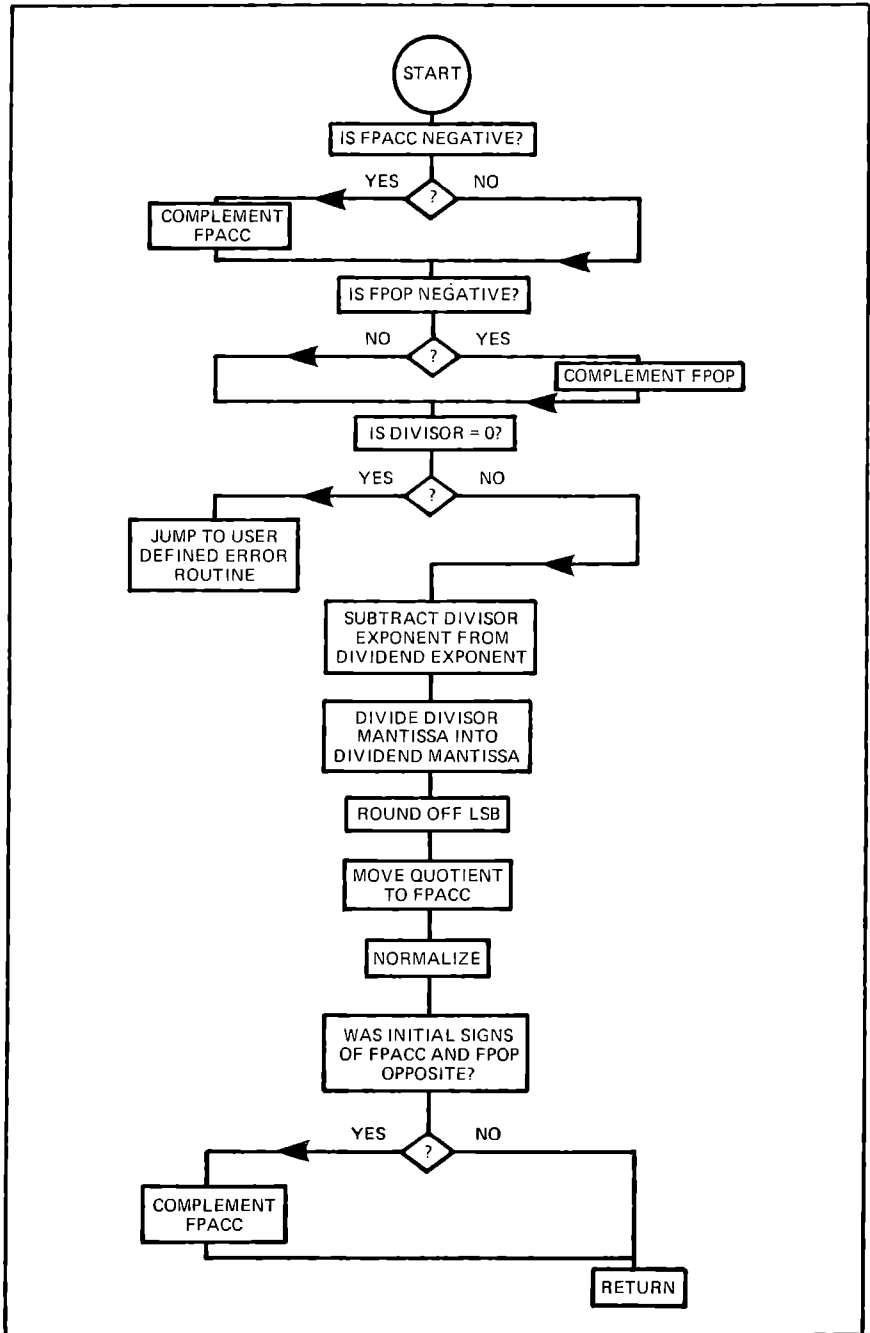 START
IS FPACC NEGATIVE?
YES
NO
?
COMPLEMENT
FPACC
IS FPOP NEGATIVE?
NO
YES
?
COMPLEMENT FPOP
IS DIVISOR = 0?
YES
NO
?
JUMP TO USER
DEFINED ERROR
ROUTINE
SUBTRACT DIVISOR
EXPONENT FROM
DIVIDEND EXPONENT
DIVIDE DIVISOR
MANTISSA INTO
DIVIDEND MANTISSA
ROUND OFF LSB
MOVE QUOTIENT
TO FPACC
NORMALIZE
WAS INITIAL SIGNS
OF FPACC AND FPOP
OPPOSITE?
YES
NO
?
COMPLEMENT
FPACC
RETURN